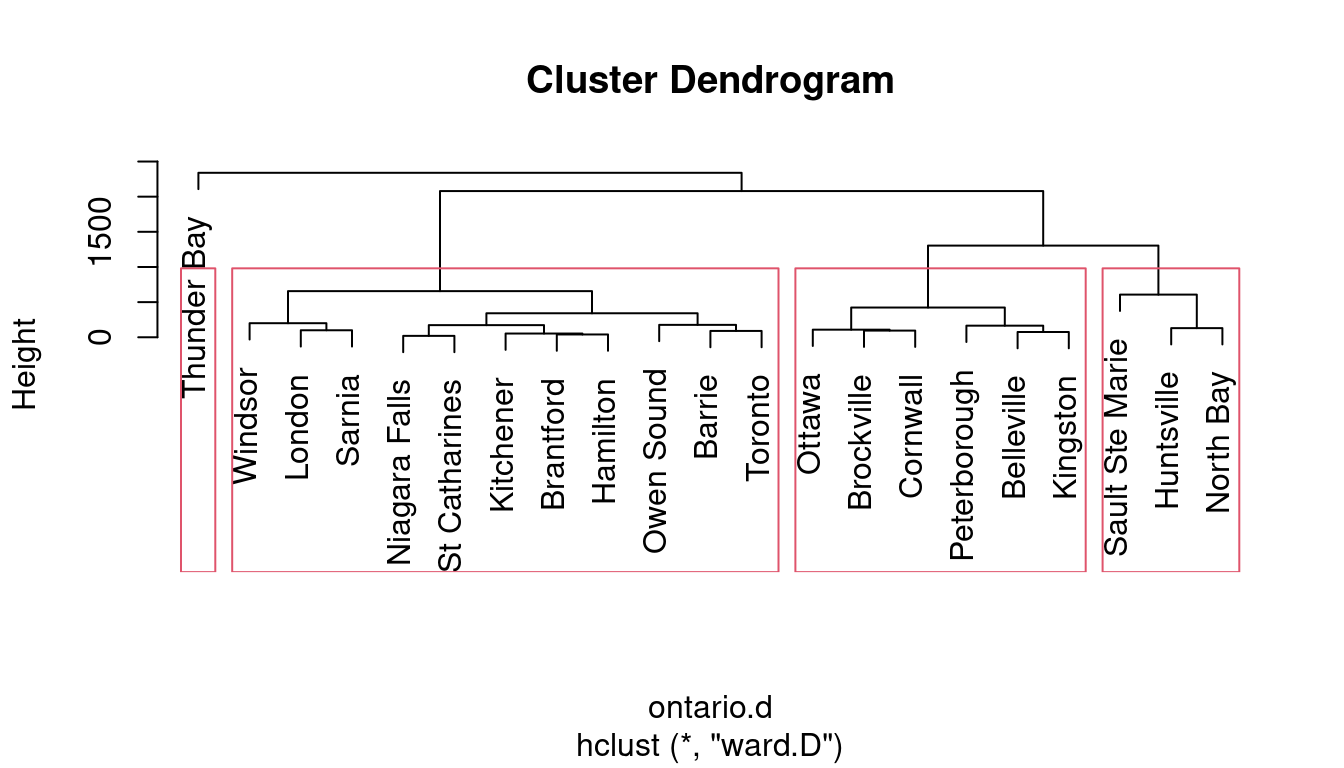 Cluster Dendrogram
Height
0
1500
Thunder Bay
Windsor
London
Sarnia
Niagara Falls
St Catharines
Kitchener
Brantford
Hamilton
Owen Sound
Barrie
Toronto
Ottawa
Brockville
Cornwall
Peterborough
Belleville
Kingston
Sault Ste Marie
Huntsville
North Bay
ontario.d
hclust (*, "ward.D")